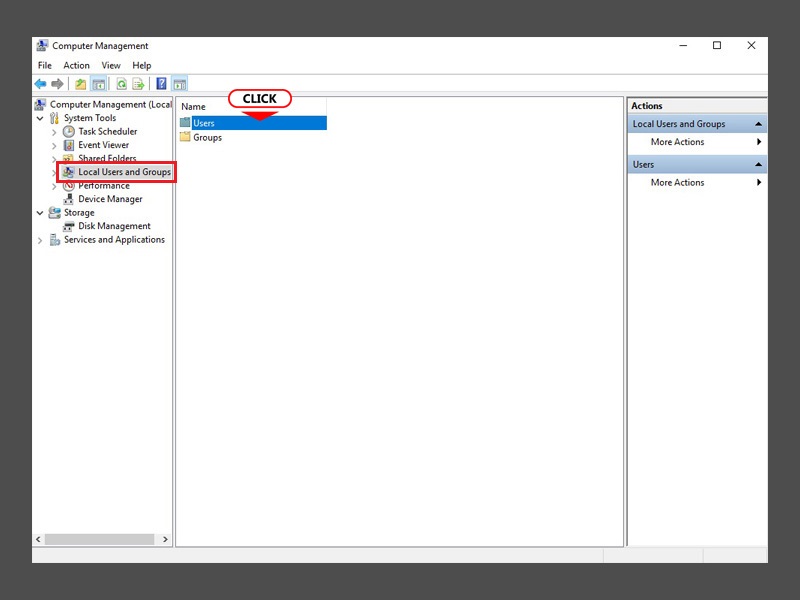 Computer Management
File Action View Help
Computer Management (Local
System Tools
Task Scheduler
Event Viewer
Shared Folders
Local Users and Groups
Performance
Device Manager
Storage
Disk Management
Services and Applications
Name
CLICK
Users
Groups
Actions
Local Users and Groups
More Actions
Users
More Actions